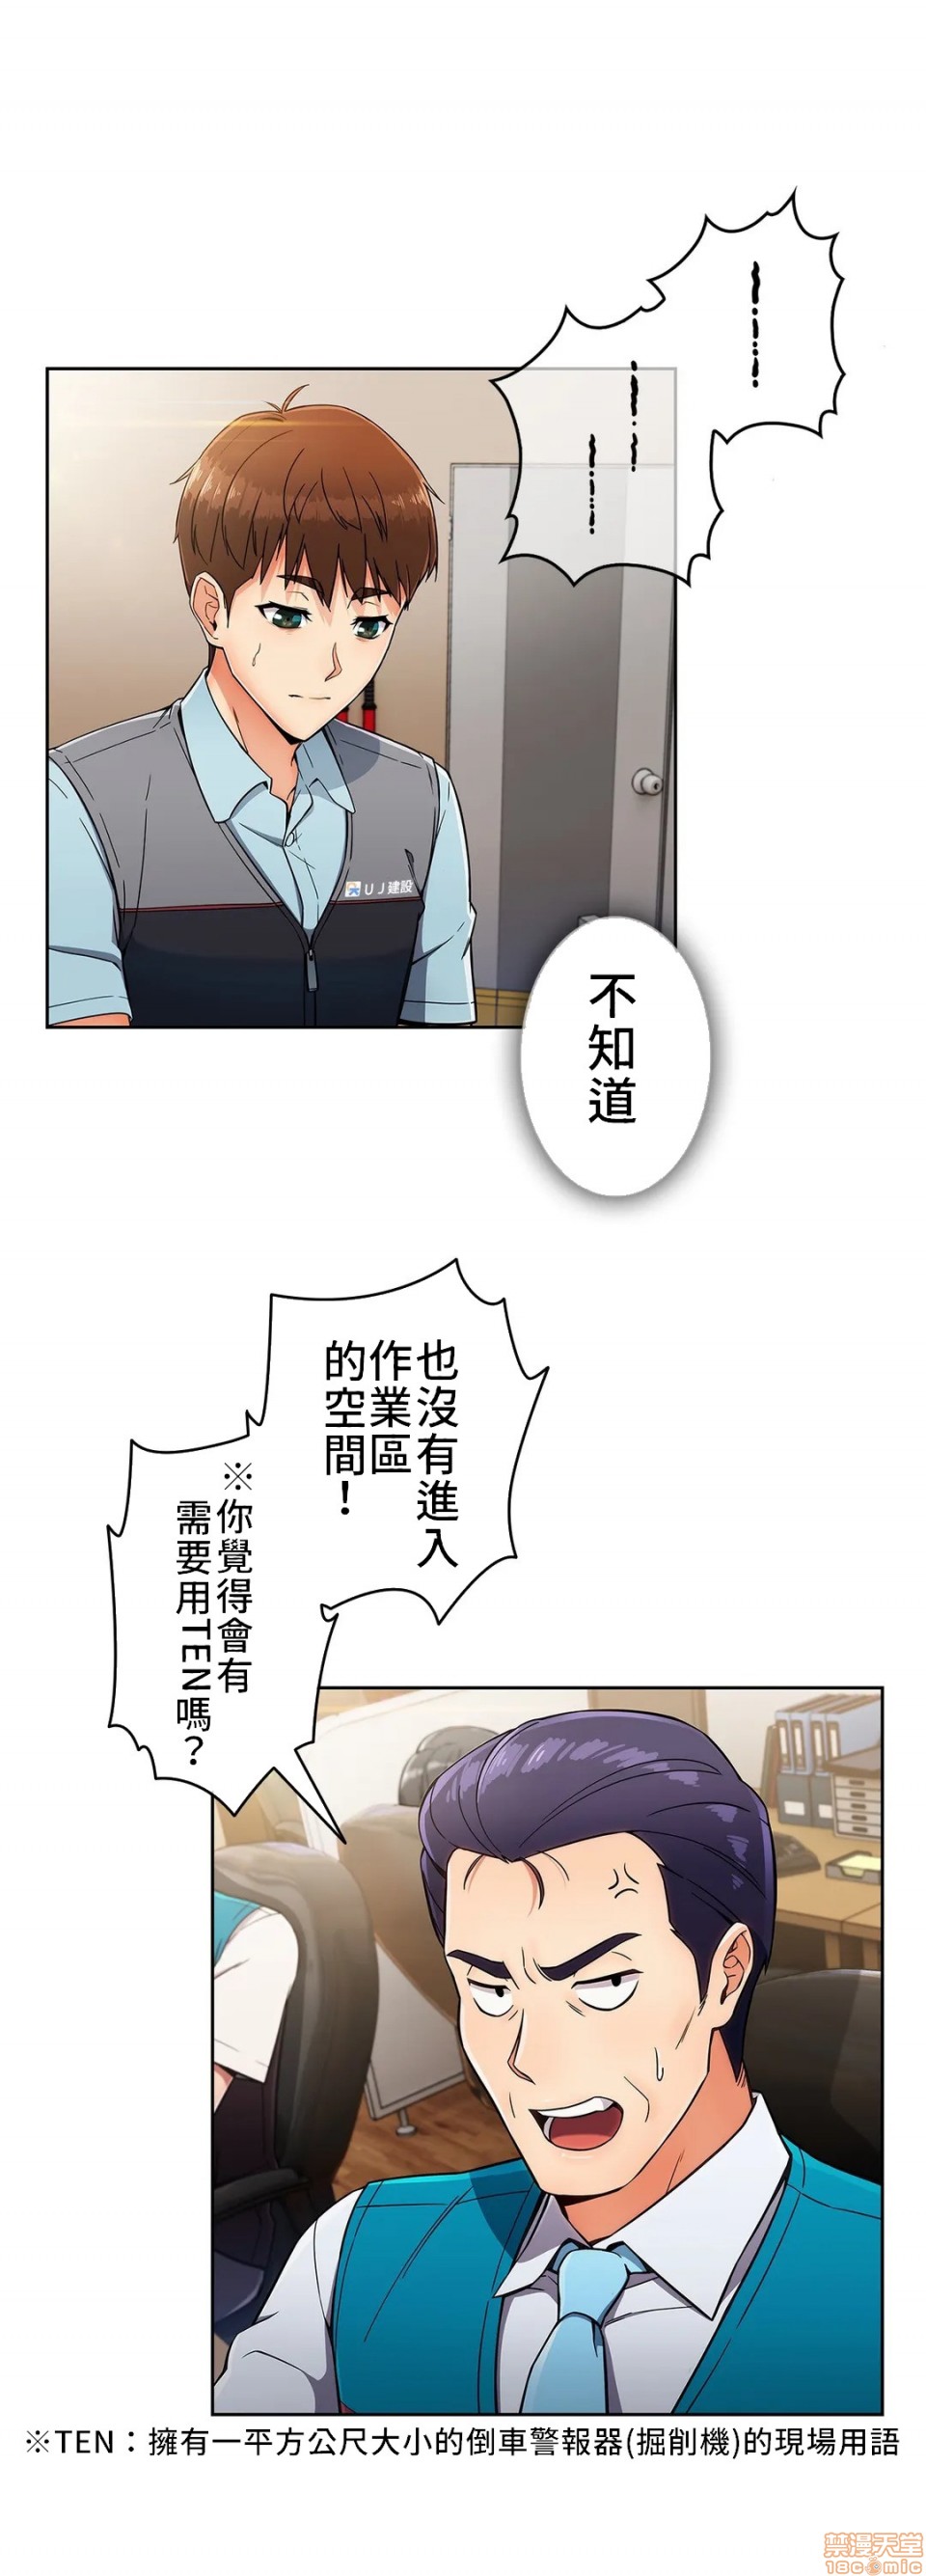 UJ建設
不知道
也沒有進入
作業區
的空間！
※你覺得會有
需要用TEN嗎？
※TEN：擁有一平方公尺大小的倒車警報器(掘削機)的現場用語
禁漫天堂
18comic